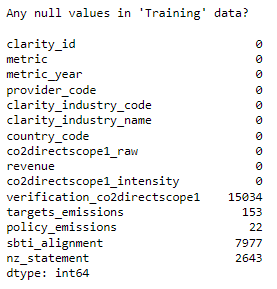 Any null values in 'Training' data?
clarity_id 0
metric 0
metric_year 0
provider_code 0
clarity_industry_code 0
clarity_industry_name 0
country_code 0
co2directscope1_raw 0
revenue 0
co2directscope1_intensity 0
verification_co2directscope1 15034
targets_emissions 153
policy_emissions 22
sbti_alignment 7977
nz_statement 2643
dtype: int64